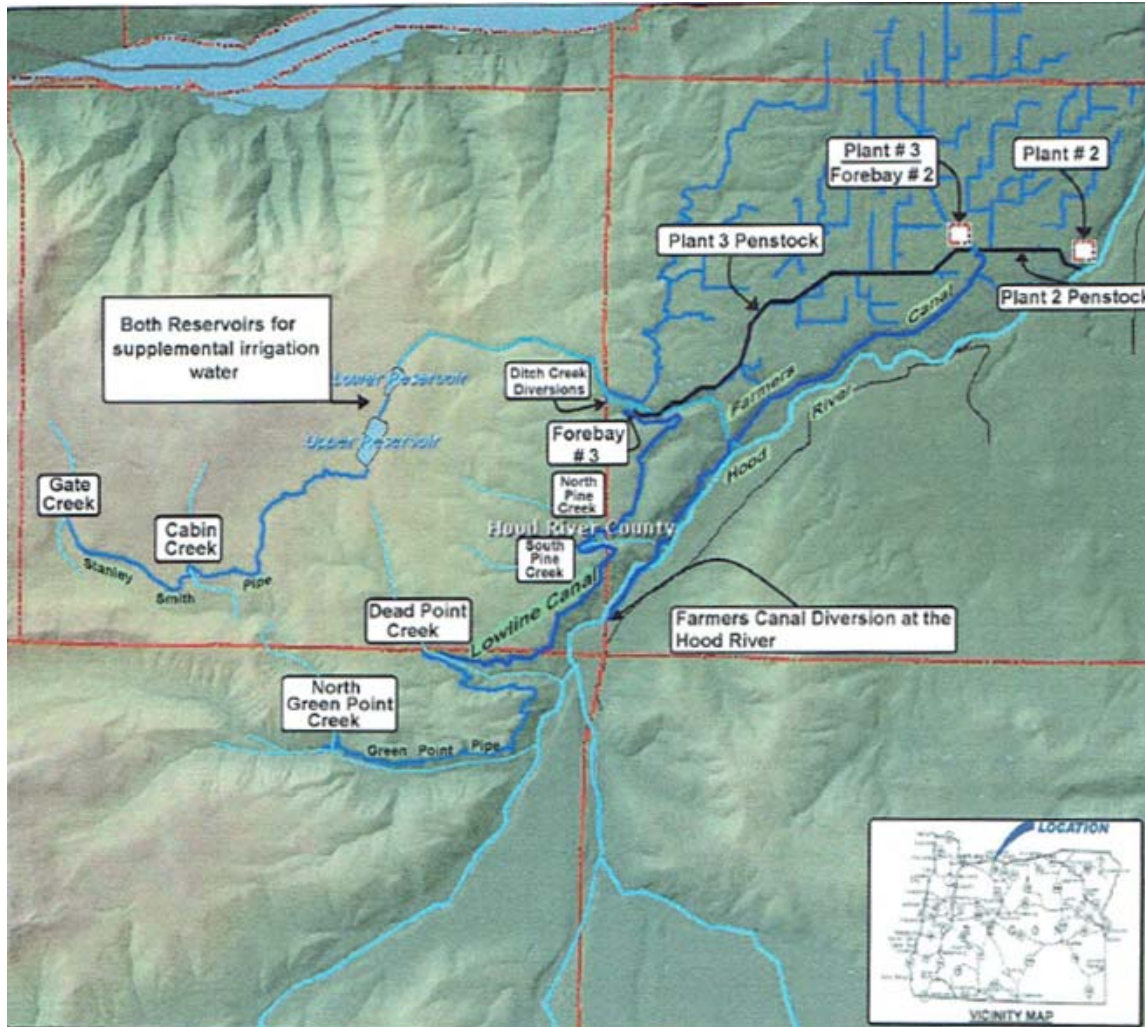 Plant # 3
Forebay # 2
Plant # 2
Plant 3 Penstock
Plant 2 Penstock
Both Reservoirs for
supplemental irrigation
water
Lower Reservoir
Upper Reservoir
Ditch Creek
Diversions
Forebay
# 3
Farmers Canal
Hood River
Gate
Creek
Cabin
Creek
Stanley Smith Pipe
North
Pine
Creek
Hood River County
South
Pine
Creek
Lowline Canal
Dead Point
Creek
Farmers Canal Diversion at the
Hood River
North
Green Point
Creek
Green Point Pipe
LOCATION
VICINITY MAP